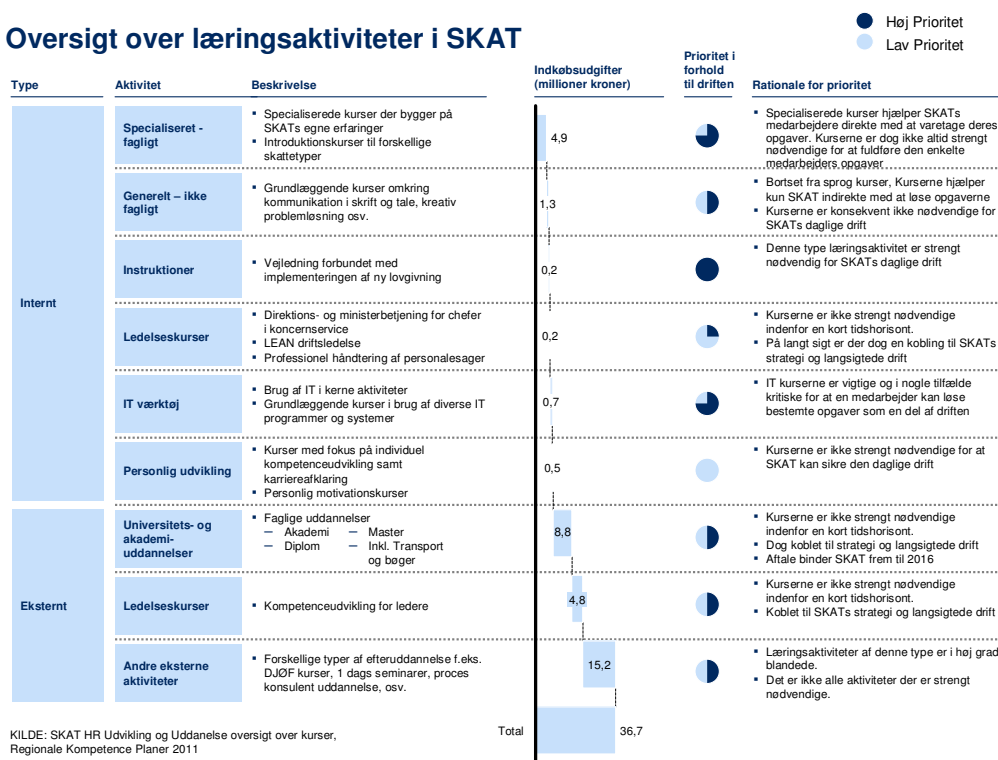 Oversigt over læringsaktiviteter i SKAT
Høj Prioritet
Lav Prioritet
Type
Aktivitet
Beskrivelse
Indkøbsudgifter
(millioner kroner)
Prioritet i
forhold
til driften
Rationale for prioritet
Internt
Specialiseret -
fagligt
▪ Specialiserede kurser der bygger på
SKATs egne erfaringer
▪ Introduktionskurser til forskellige
skattetyper
4,9
▪ Specialiserede kurser hjælper SKATs
medarbejdere direkte med at varetage deres
opgaver. Kurserne er dog ikke altid strengt
nødvendige for at fuldføre den enkelte
medarbejders opgaver
Generelt – ikke
fagligt
▪ Grundlæggende kurser omkring
kommunikation i skrift og tale, kreativ
problemløsning osv.
1,3
▪ Bortset fra sprog kurser, Kurserne hjælper
kun SKAT indirekte med at løse opgaverne
▪ Kurserne er konsekvent ikke nødvendige for
SKATs daglige drift
Instruktioner
▪ Vejledning forbundet med
implementeringen af ny lovgivning
0,2
▪ Denne type læringsaktivitet er strengt
nødvendig for SKATs daglige drift
Ledelseskurser
▪ Direktions- og ministerbetjening for chefer
i koncernservice
▪ LEAN driftsledelse
▪ Professionel håndtering af personalesager
0,2
▪ Kurserne er ikke strengt nødvendige
indenfor en kort tidshorisont.
▪ På langt sigt er der dog en kobling til SKATs
strategi og langsigtede drift
IT værktøj
▪ Brug af IT i kerne aktiviteter
▪ Grundlæggende kurser i brug af diverse IT
programmer og systemer
0,7
▪ IT kurserne er vigtige og i nogle tilfælde
kritiske for at en medarbejder kan løse
bestemte opgaver som en del af driften
Personlig udvikling
▪ Kurser med fokus på individuel
kompetenceudvikling samt
karriereafklaring
▪ Personlig motivationskurser
0,5
▪ Kurserne er ikke strengt nødvendige for at
SKAT kan sikre den daglige drift
Eksternt
Universitets- og
akademi-
uddannelser
▪ Faglige uddannelser
– Akademi – Master
– Diplom – Inkl. Transport
og bøger
8,8
▪ Kurserne er ikke strengt nødvendige
indenfor en kort tidshorisont.
▪ Dog koblet til strategi og langsigtede drift
▪ Aftale binder SKAT frem til 2016
Ledelseskurser
▪ Kompetenceudvikling for ledere
4,8
▪ Kurserne er ikke strengt nødvendige
indenfor en kort tidshorisont.
▪ Koblet til SKATs strategi og langsigtede drift
Andre eksterne
aktiviteter
▪ Forskellige typer af efteruddannelse f.eks.
DJØF kurser, 1 dags seminarer, proces
konsulent uddannelse, osv.
15,2
▪ Læringsaktiviteter af denne type er i høj grad
blandede.
▪ Det er ikke alle aktiviteter der er strengt
nødvendige.
Total
36,7
KILDE: SKAT HR Udvikling og Uddanelse oversigt over kurser,
Regionale Kompetence Planer 2011